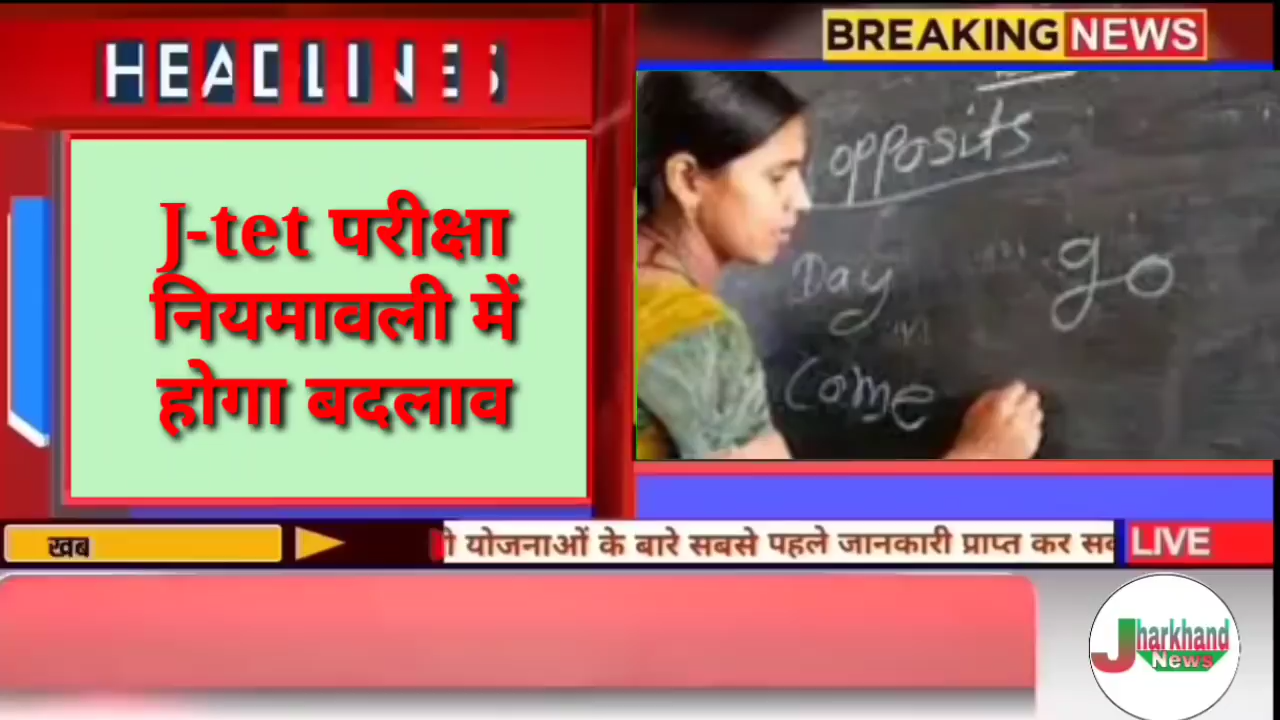 HEADLINES
BREAKING NEWS
J-tet परीक्षा
नियमावली में
होगा बदलाव
opposits
Day
go
Come
खब
योजनाओं के बारे सबसे पहले जानकारी प्राप्त कर
LIVE
Jharkhand
News